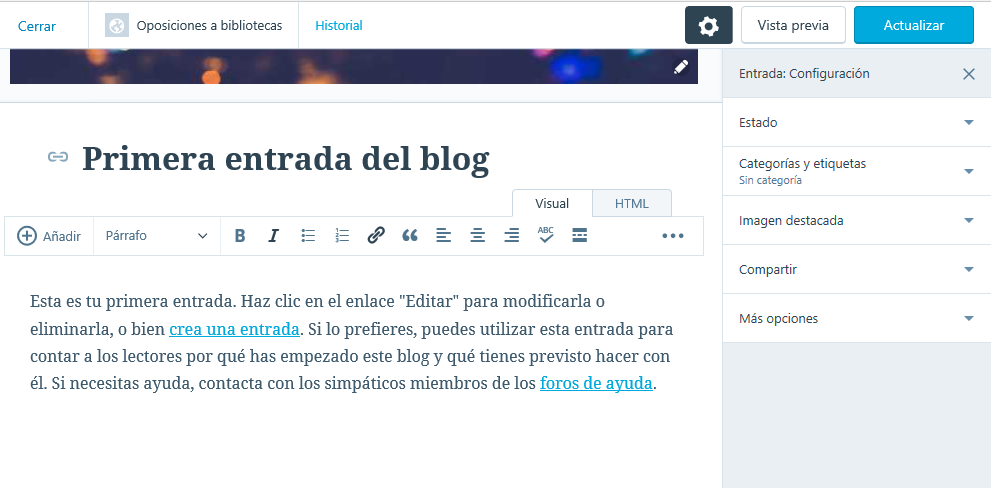 Cerrar
Oposiciones a bibliotecas
Historial
Vista previa
Actualizar
Entrada: Configuración
Estado
Categorías y etiquetas
Sin categoría
Imagen destacada
Compartir
Más opciones
Primera entrada del blog
Visual
HTML
Añadir
Párrafo
B
I
ABC
Esta es tu primera entrada. Haz clic en el enlace "Editar" para modificarla o
eliminarla, o bien crea una entrada. Si lo prefieres, puedes utilizar esta entrada para
contar a los lectores por qué has empezado este blog y qué tienes previsto hacer con
él. Si necesitas ayuda, contacta con los simpáticos miembros de los foros de ayuda.